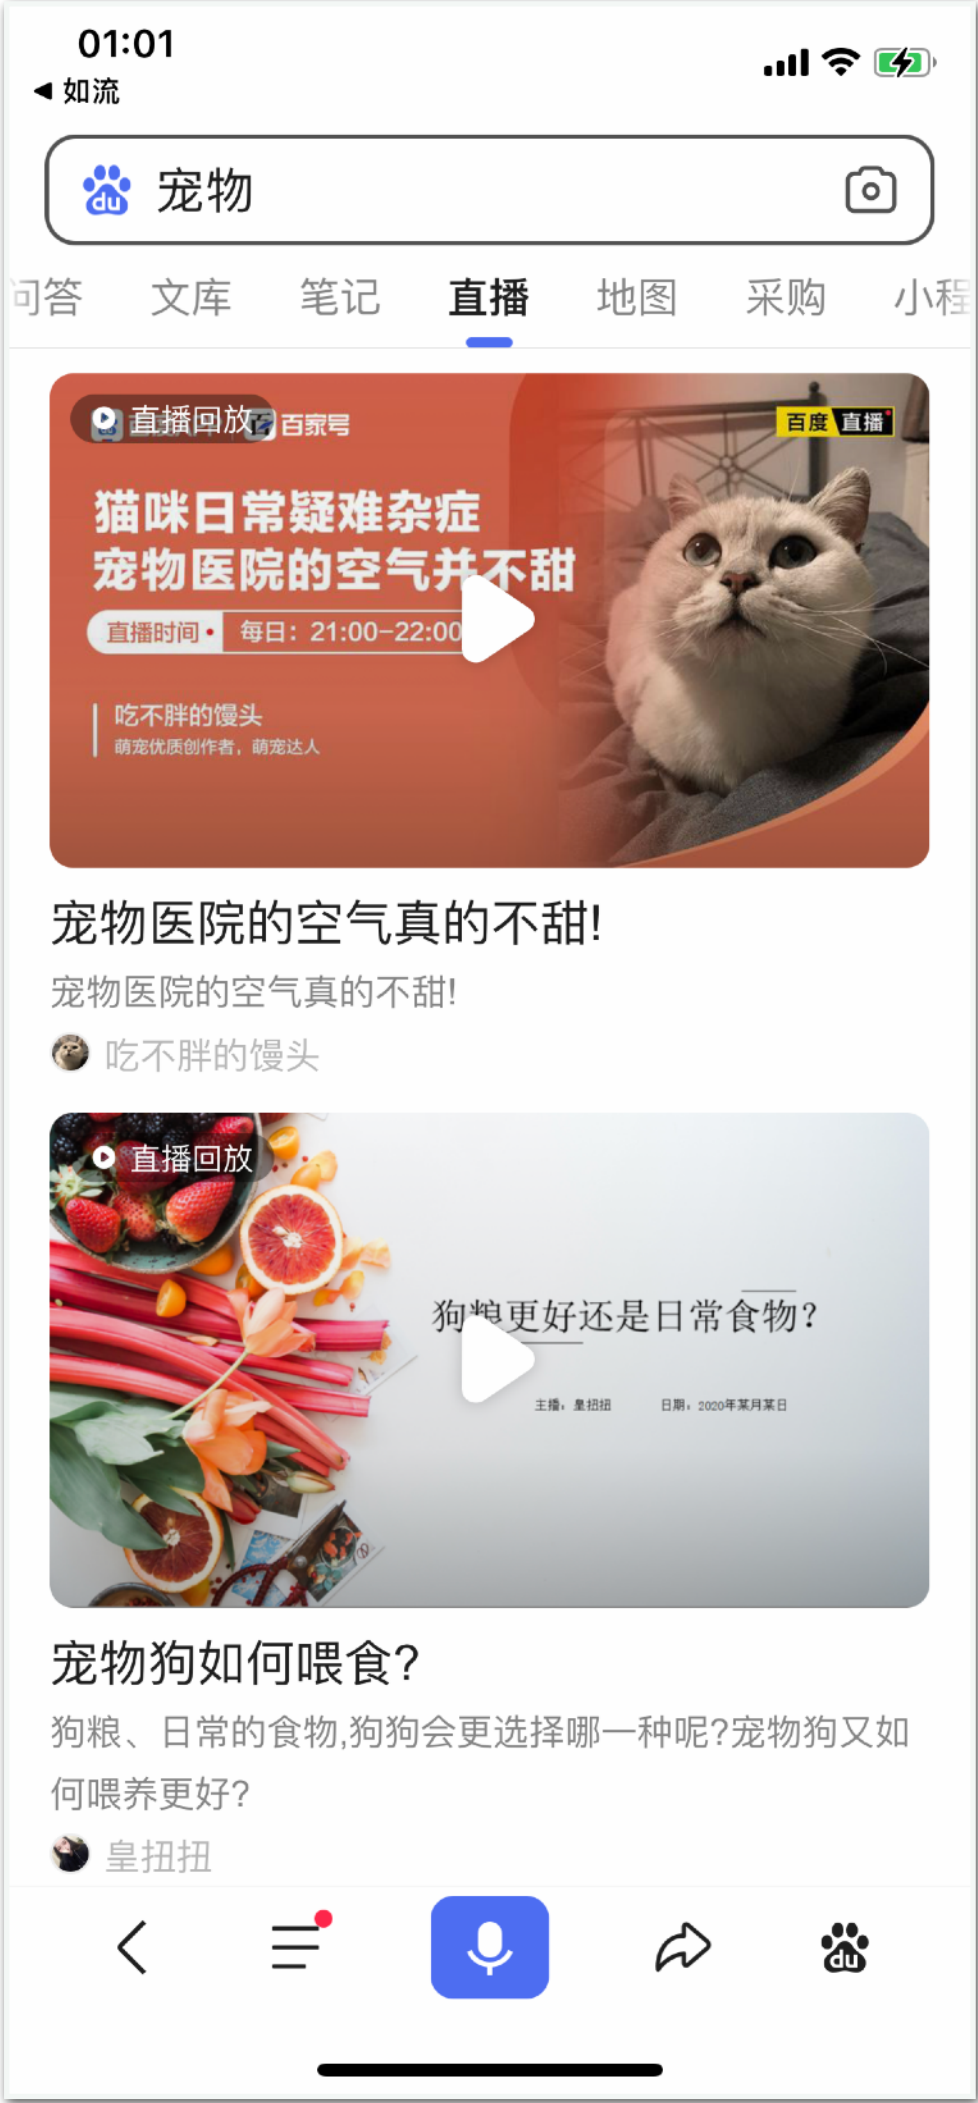 01:01
如流
du 宠物
问答 文库 笔记 直播 地图 采购 小程
直播回放 百家号
百度 直播
猫咪日常疑难杂症
宠物医院的空气并不甜
直播时间 每日：21:00-22:00
吃不胖的馒头
萌宠优质创作者，萌宠达人
宠物医院的空气真的不甜!
宠物医院的空气真的不甜!
吃不胖的馒头
直播回放
狗粮更好还是日常食物?
主播：皇扭扭 日期：2020年某月某日
宠物狗如何喂食?
狗粮、日常的食物,狗狗会更选择哪一种呢?宠物狗又如
何喂养更好?
皇扭扭
du